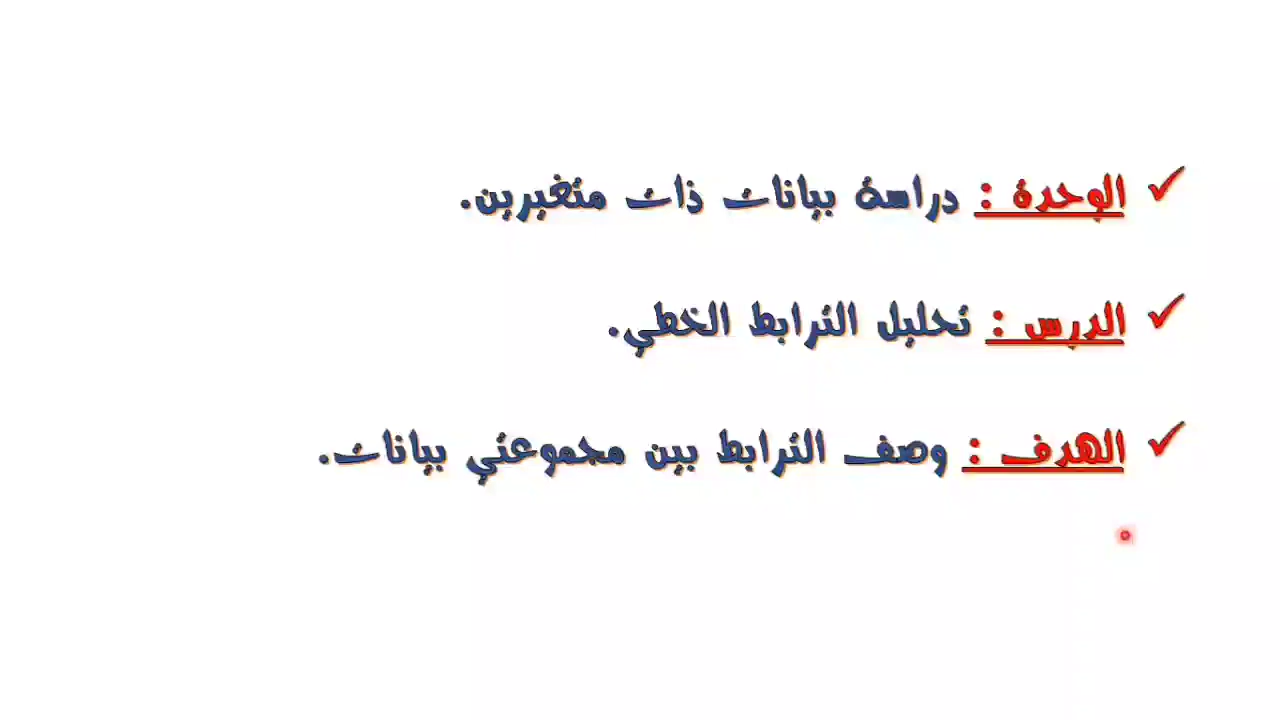 ✓ الوحدة : دراسة بيانات ذات متغيرين.
✓ الدرس : تحليل الترابط الخطي.
✓ الهدف : وصف الترابط بين مجموعتي بيانات.